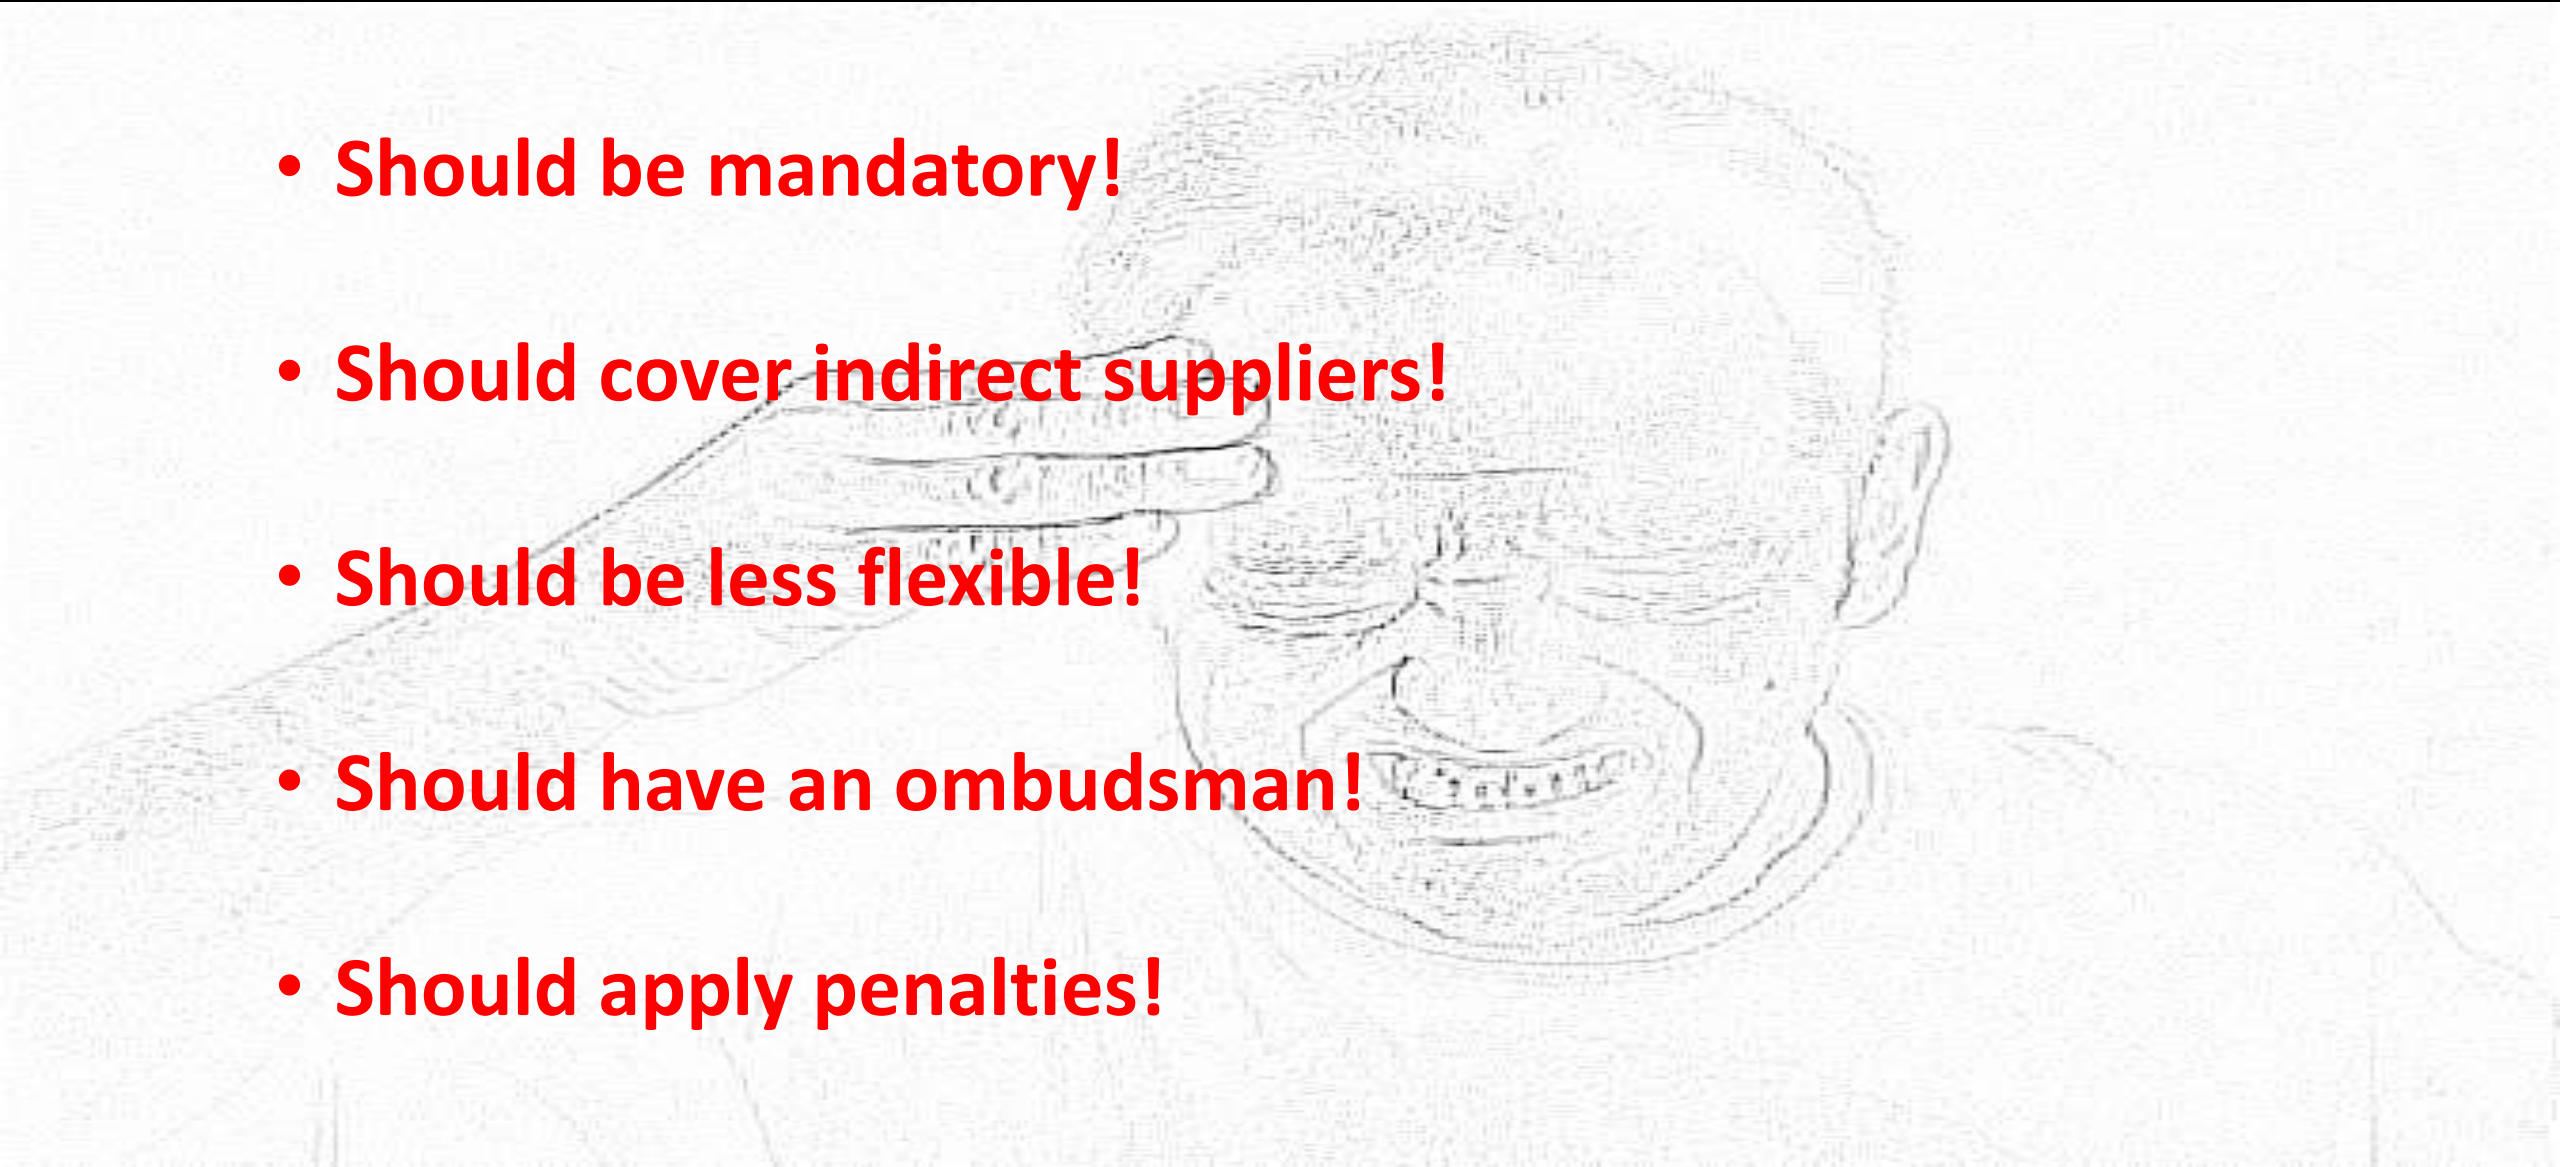 • Should be mandatory!
• Should cover indirect suppliers!
• Should be less flexible!
• Should have an ombudsman!
• Should apply penalties!